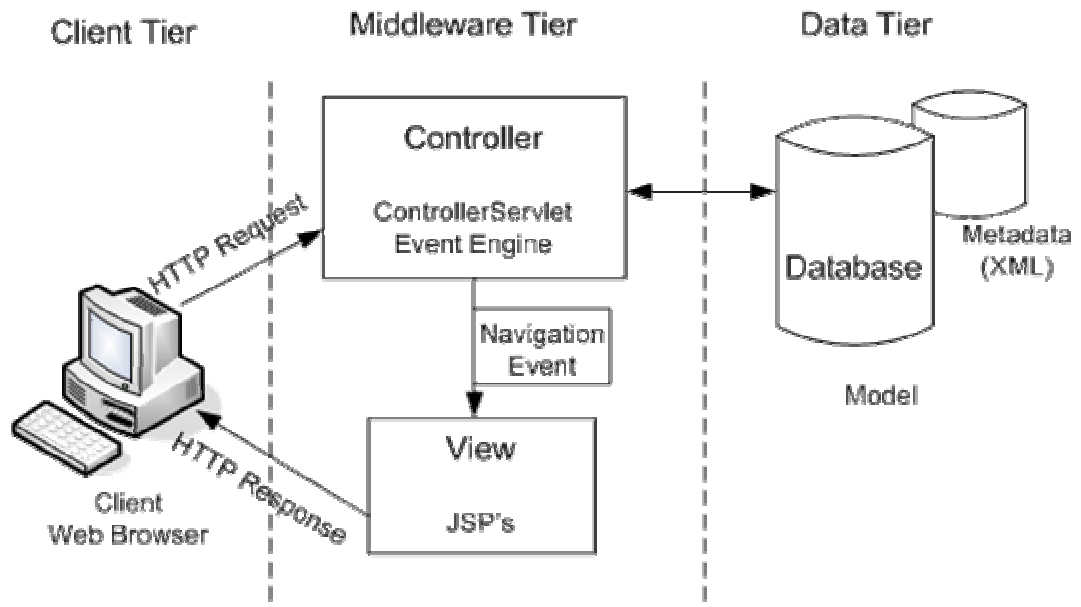 Client Tier
Middleware Tier
Data Tier
Controller
ControllerServlet
Event Engine
HTTP Request
Navigation
Event
View
JSP's
HTTP Response
Client
Web Browser
Database
Metadada
(XML)
Model